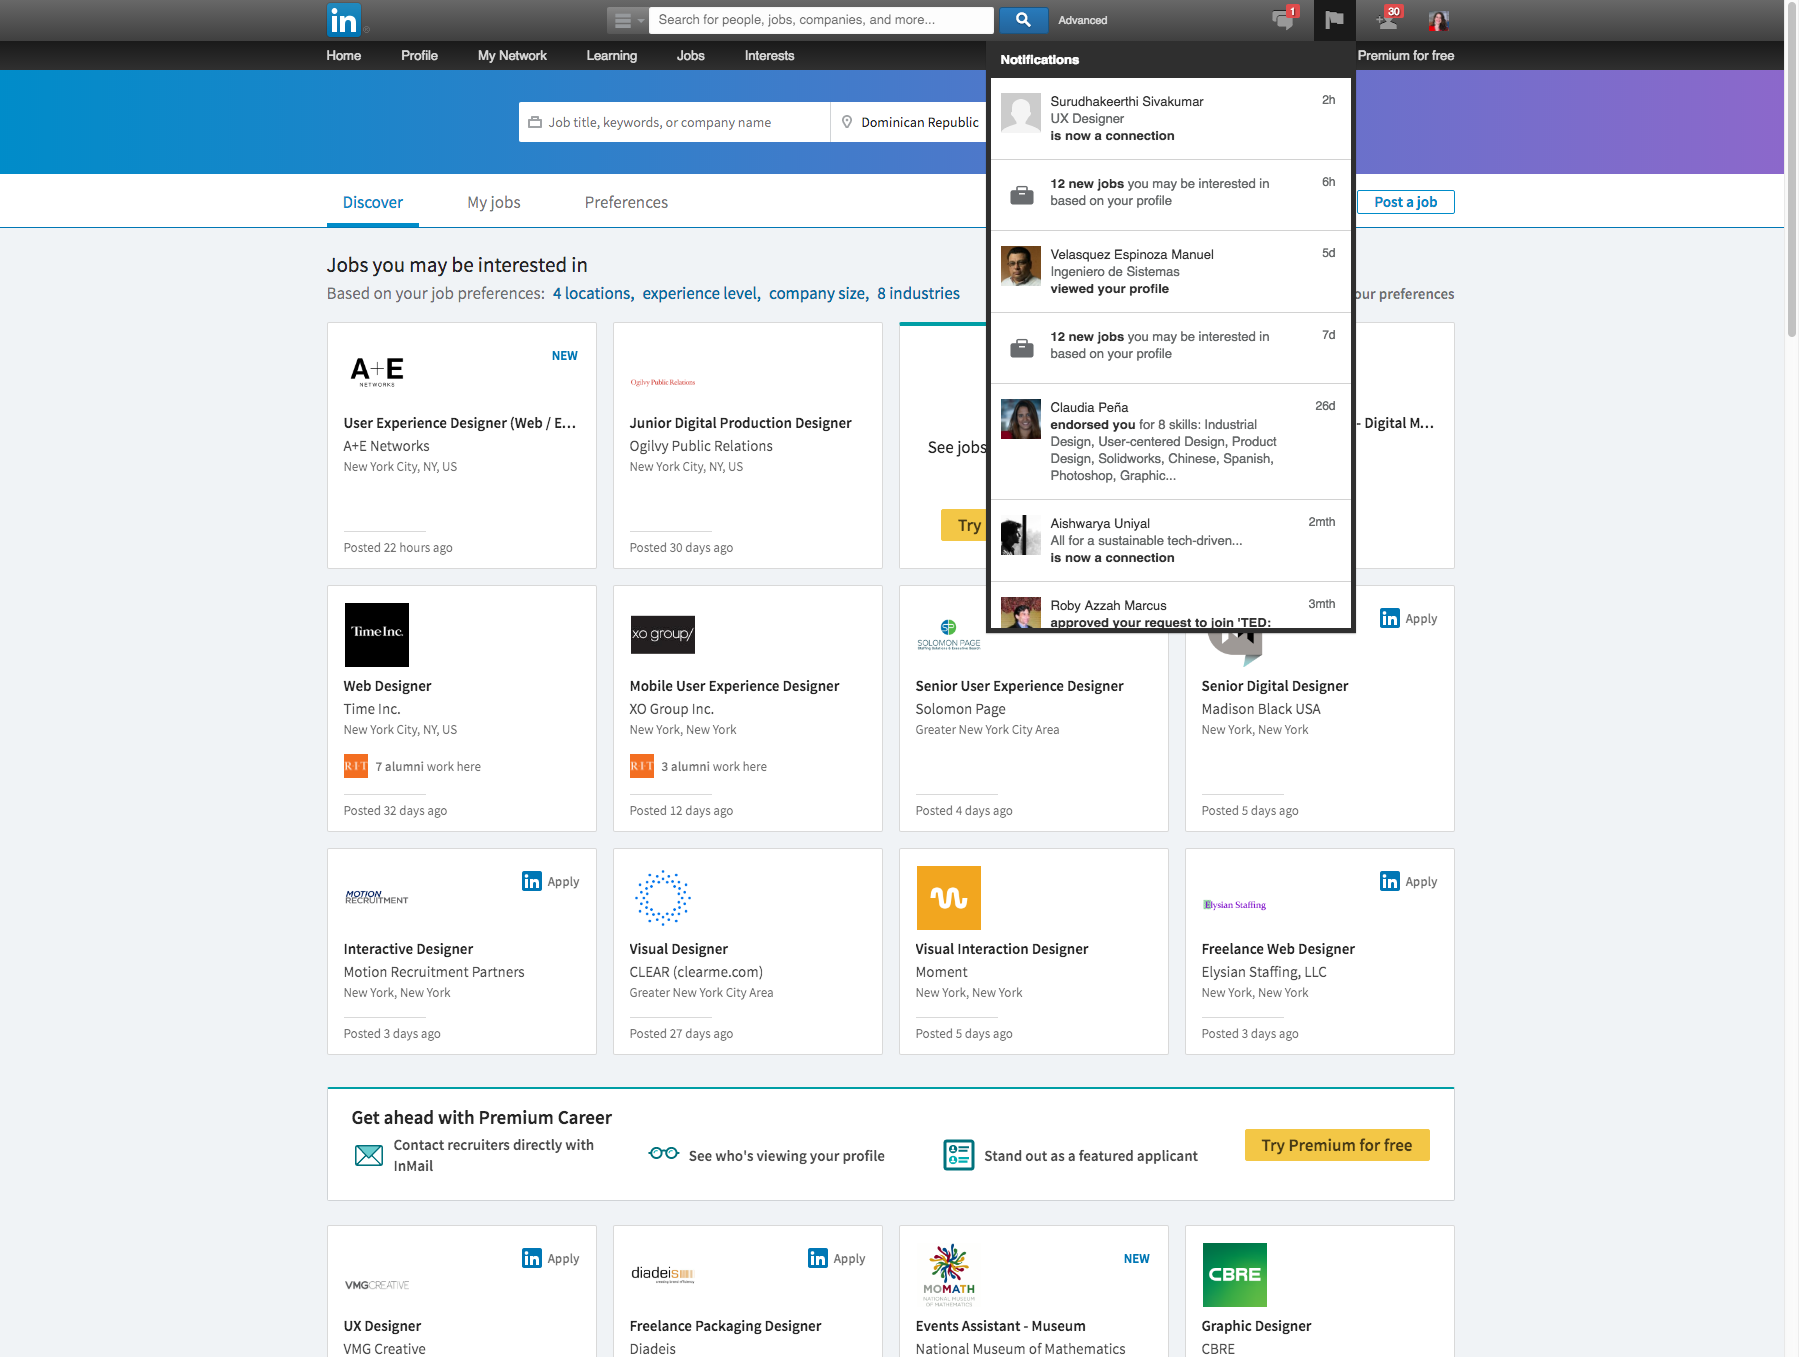 in
Search for people, jobs, companies, and more...
Advanced
1
30
Home
Profile
My Network
Learning
Jobs
Interests
Premium for free
Notifications
Job title, keywords, or company name
Dominican Republic
Surudhakeerthi Sivakumar
2h
UX Designer
is now a connection
12 new jobs you may be interested in
6h
based on your profile
Velasquez Espinoza Manuel
5d
Ingeniero de Sistemas
viewed your profile
12 new jobs you may be interested in
7d
based on your profile
Claudia Peña
26d
endorsed you for 8 skills: Industrial
Design, User-centered Design, Product
Design, Solidworks, Chinese, Spanish,
Photoshop, Graphic...
Aishwarya Uniyal
2mth
All for a sustainable tech-driven...
is now a connection
Roby Azzah Marcus
3mth
approved your request to join 'TED:
Discover
My jobs
Preferences
Post a job
Jobs you may be interested in
Based on your job preferences: 4 locations, experience level, company size, 8 industries
our preferences
A+E
NETWORKS
NEW
User Experience Designer (Web / E...
A+E Networks
New York City, NY, US
Posted 22 hours ago
Ogilvy Public Relations
Junior Digital Production Designer
Ogilvy Public Relations
New York City, NY, US
Posted 30 days ago
See jobs
Try
- Digital M...
Time Inc.
Web Designer
Time Inc.
New York City, NY, US
RIT 7 alumni work here
Posted 32 days ago
xo group/
Mobile User Experience Designer
XO Group Inc.
New York, New York
RIT 3 alumni work here
Posted 12 days ago
SP
SOLOMON PAGE
Senior User Experience Designer
Solomon Page
Greater New York City Area
Posted 4 days ago
in Apply
Senior Digital Designer
Madison Black USA
New York, New York
Posted 5 days ago
in Apply
MOTION
RECRUITMENT
Interactive Designer
Motion Recruitment Partners
New York, New York
Posted 3 days ago
Visual Designer
CLEAR (clearme.com)
Greater New York City Area
Posted 27 days ago
Visual Interaction Designer
Moment
New York, New York
Posted 5 days ago
in Apply
Elysian Staffing
Freelance Web Designer
Elysian Staffing, LLC
New York, New York
Posted 3 days ago
Get ahead with Premium Career
Contact recruiters directly with
InMail
See who's viewing your profile
Stand out as a featured applicant
Try Premium for free
in Apply
VMG CREATIVE
UX Designer
VMG Creative
in Apply
diadeis
Freelance Packaging Designer
Diadeis
NEW
MOMATH
NATIONAL MUSEUM
OF MATHEMATICS
Events Assistant - Museum
National Museum of Mathematics
CBRE
Graphic Designer
CBRE